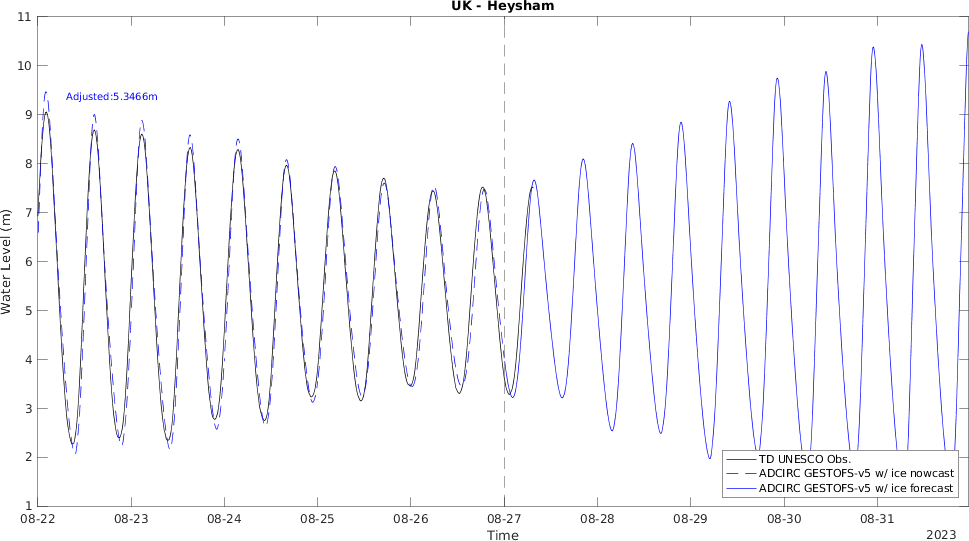 UK - Heysham
11
10
9
8
7
6
5
4
3
2
1
Water Level (m)
Adjusted:5.3466m
TD UNESCO Obs.
ADCIRC GESTOFS-v5 w/ ice nowcast
ADCIRC GESTOFS-v5 w/ ice forecast
08-22 08-23 08-24 08-25 08-26 08-27 08-28 08-29 08-30 08-31
Time
2023